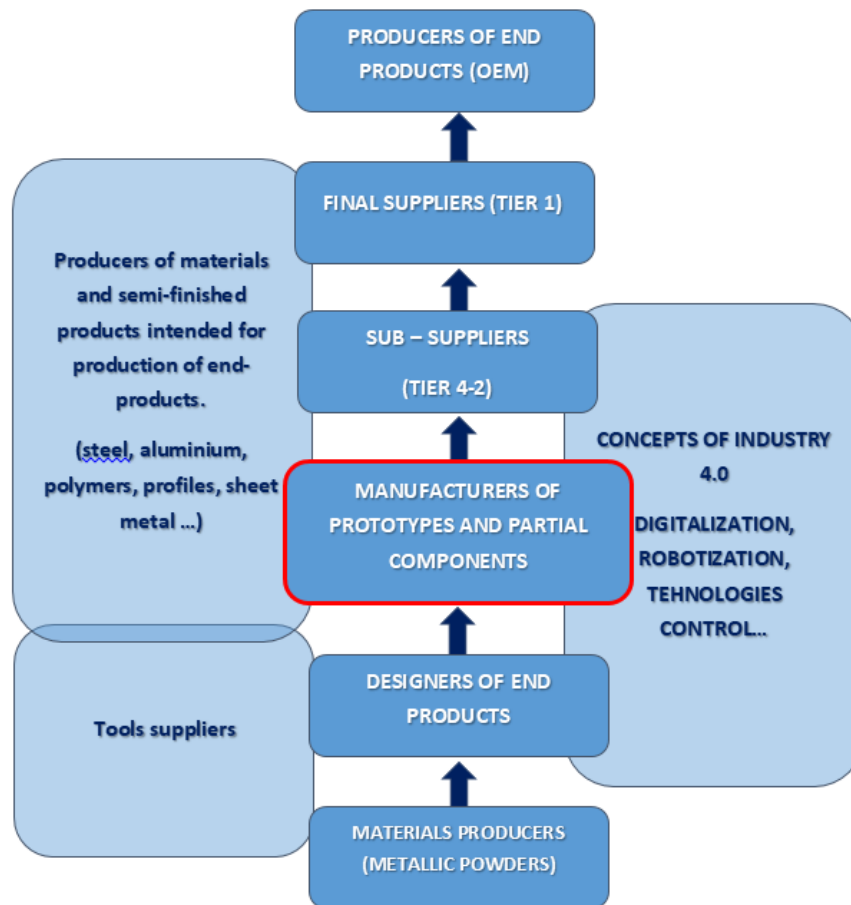 PRODUCERS OF END
PRODUCTS (OEM)
FINAL SUPPLIERS (TIER 1)
Producers of materials
and semi-finished
products intended for
production of end-
products.
(steel, aluminium,
polymers, profiles, sheet
metal ...)
SUB – SUPPLIERS
(TIER 4-2)
CONCEPTS OF INDUSTRY
4.0
DIGITALIZATION,
ROBOTIZATION,
TEHNOLOGIES
CONTROL...
MANUFACTURERS OF
PROTOTYPES AND PARTIAL
COMPONENTS
DESIGNERS OF END
PRODUCTS
Tools suppliers
MATERIALS PRODUCERS
(METALLIC POWDERS)